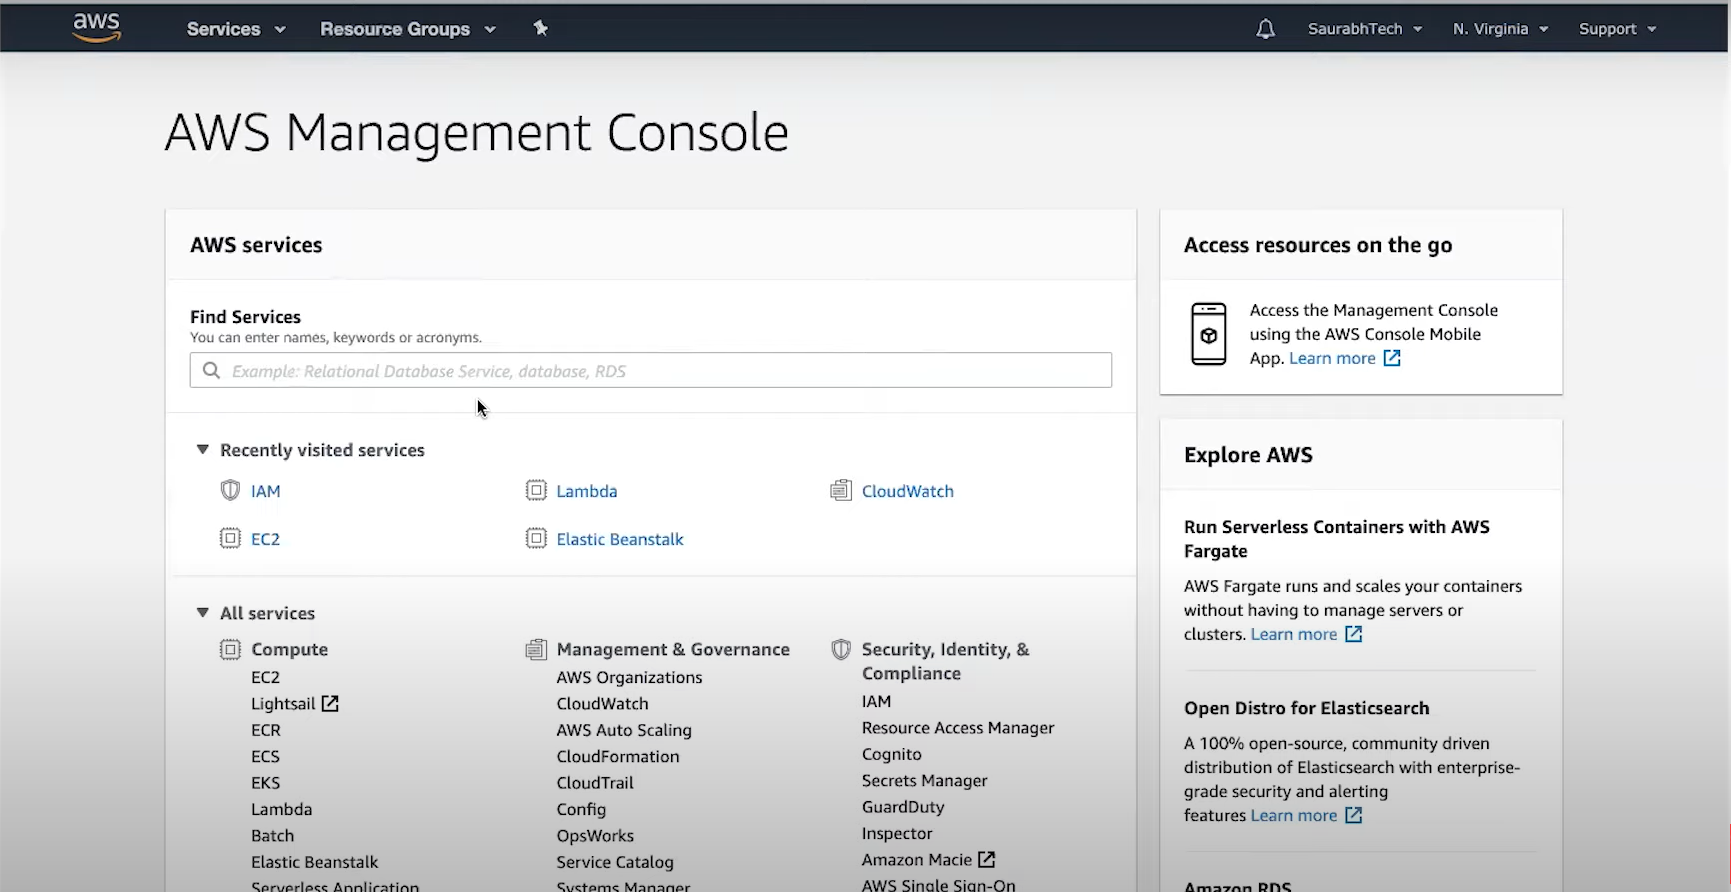 aws
Services
Resource Groups
SaurabhTech
N. Virginia
Support
AWS Management Console
AWS services
Find Services
You can enter names, keywords or acronyms.
Example: Relational Database Service, database, RDS
Recently visited services
IAM
Lambda
CloudWatch
EC2
Elastic Beanstalk
All services
Compute
EC2
Lightsail
ECR
ECS
EKS
Lambda
Batch
Elastic Beanstalk
Serverless Application
Management & Governance
AWS Organizations
CloudWatch
AWS Auto Scaling
CloudFormation
CloudTrail
Config
OpsWorks
Service Catalog
Systems Manager
Security, Identity, &
Compliance
IAM
Resource Access Manager
Cognito
Secrets Manager
GuardDuty
Inspector
Amazon Macie
AWS Single Sign-On
Access resources on the go
Access the Management Console
using the AWS Console Mobile
App. Learn more
Explore AWS
Run Serverless Containers with AWS
Fargate
AWS Fargate runs and scales your containers
without having to manage servers or
clusters. Learn more
Open Distro for Elasticsearch
A 100% open-source, community driven
distribution of Elasticsearch with enterprise-
grade security and alerting
features Learn more
Amazon RDS